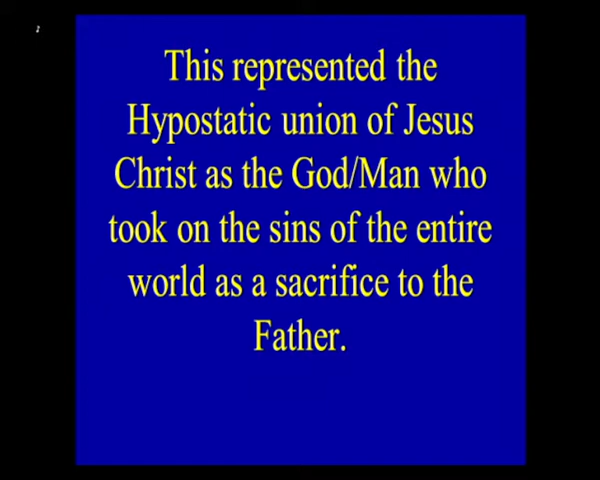 This represented the
Hypostatic union of Jesus
Christ as the God/Man who
took on the sins of the entire
world as a sacrifice to the
Father.